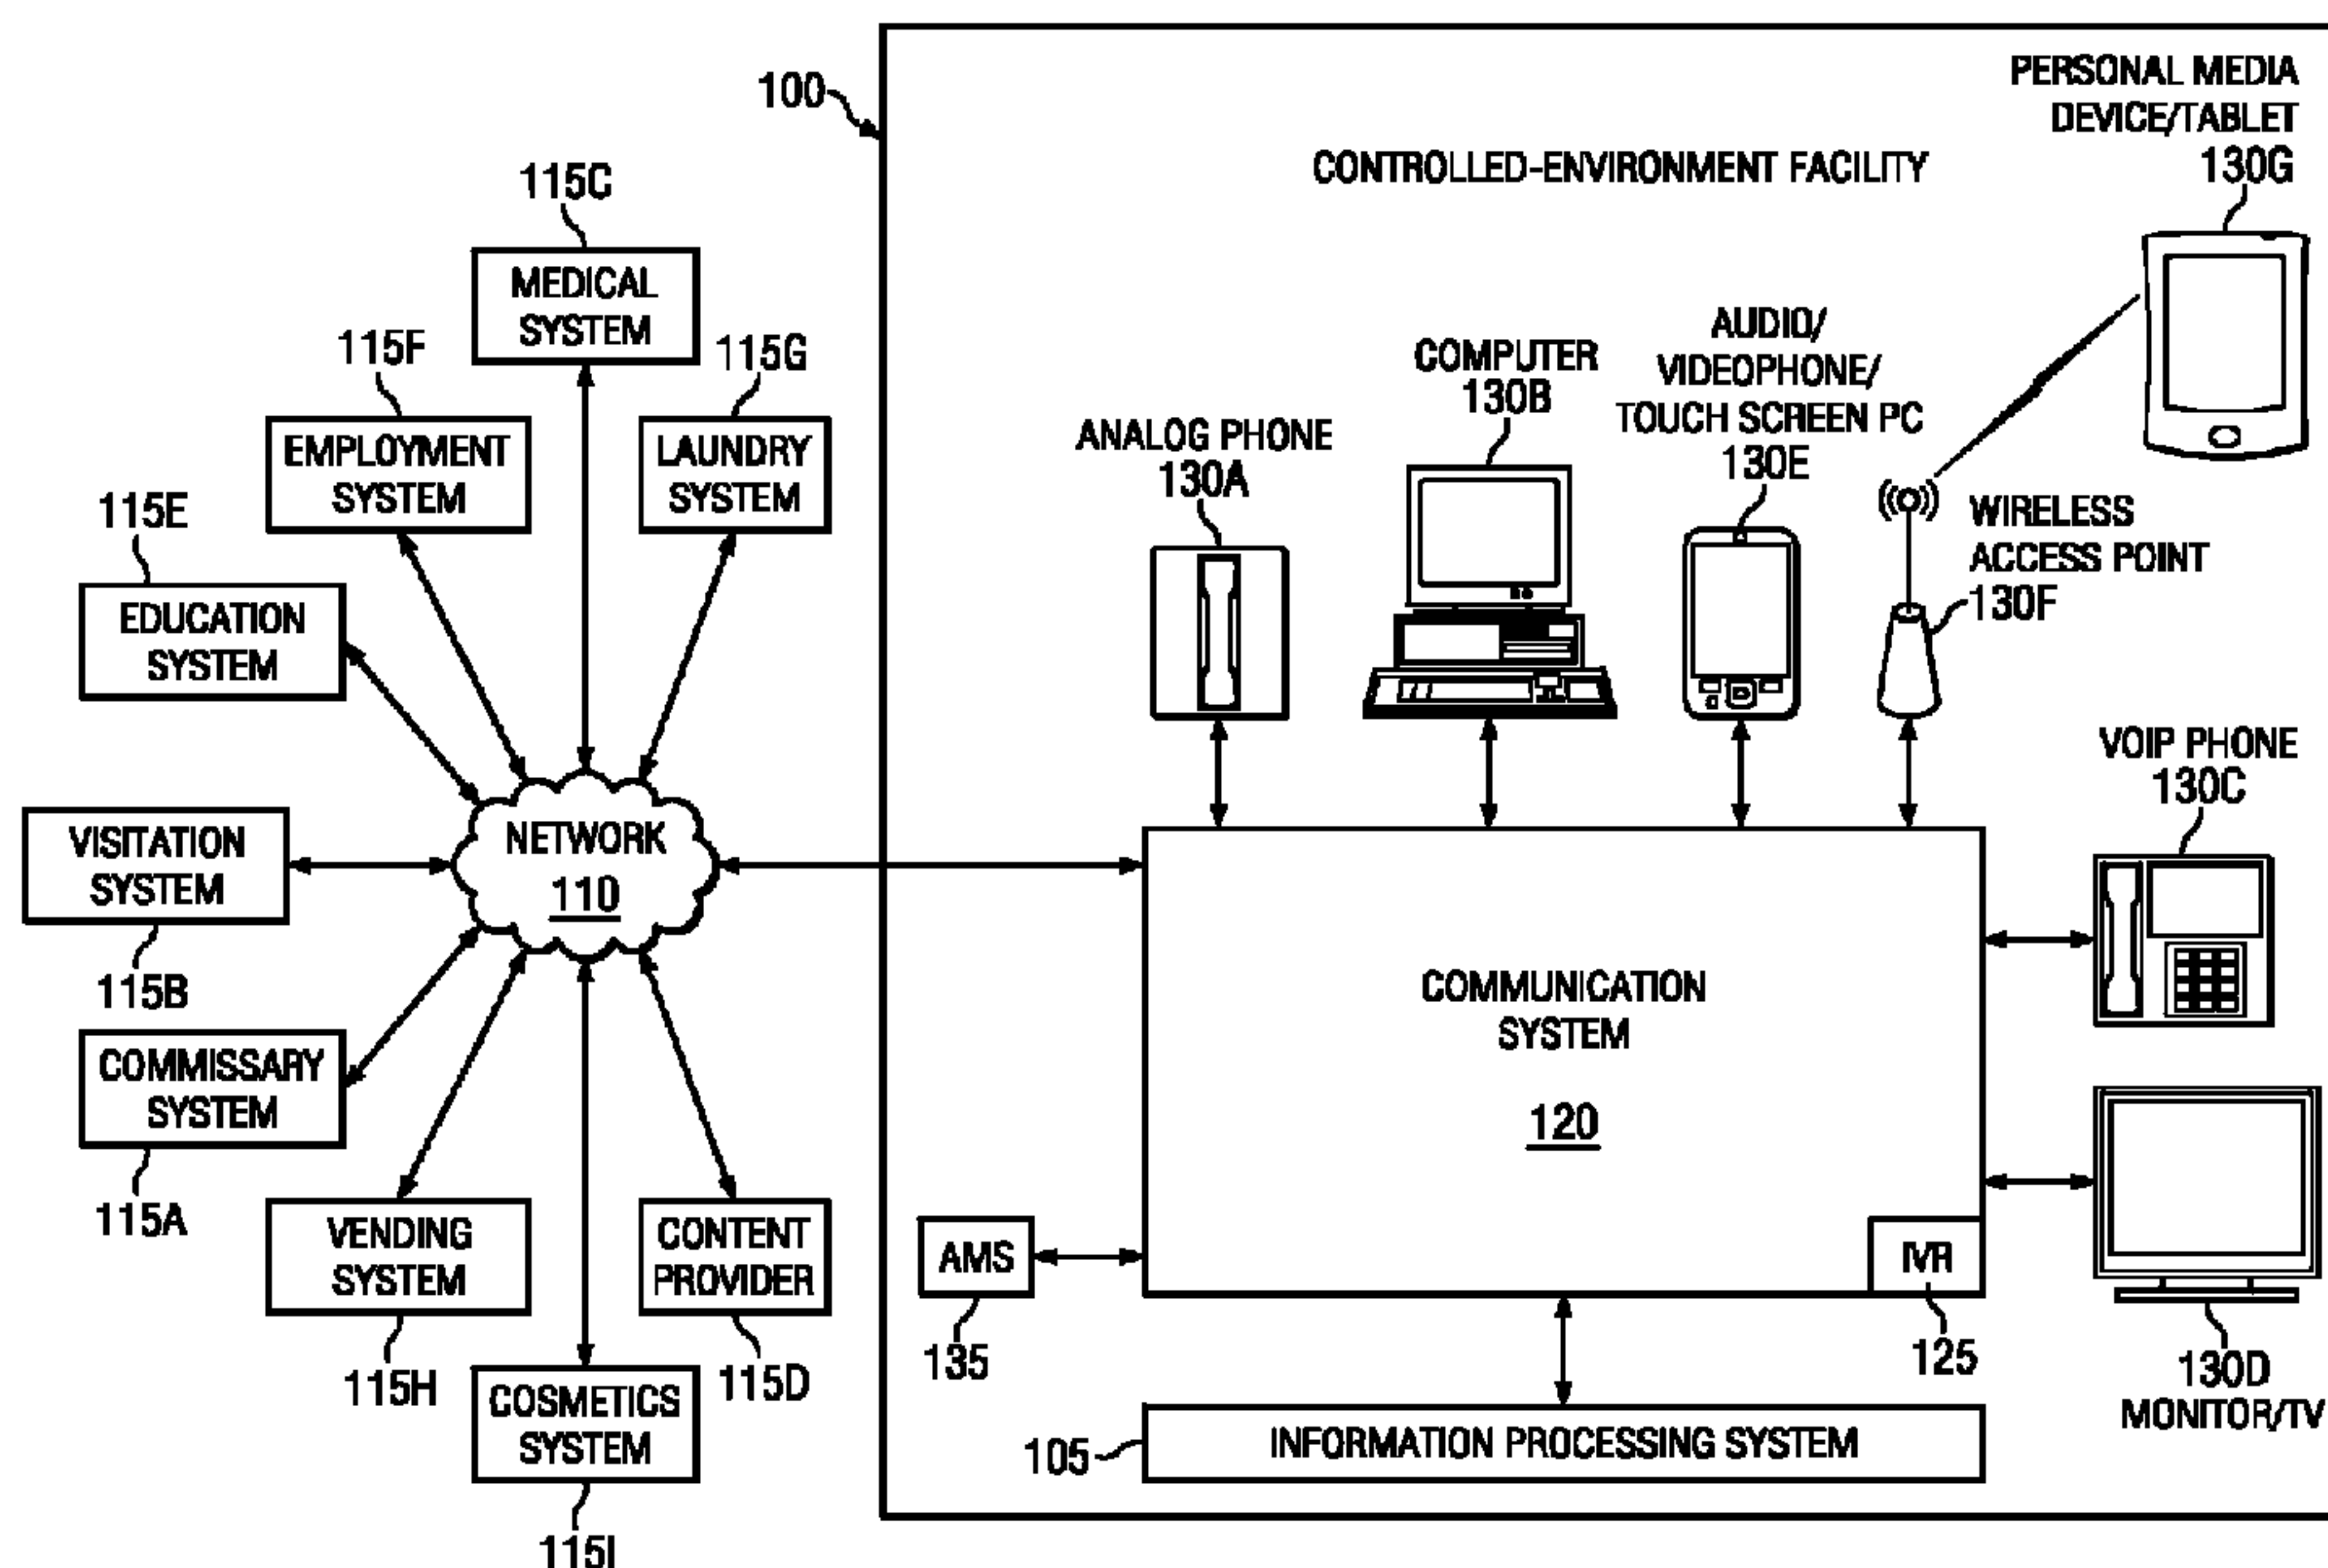 100
PERSONAL MEDIA
DEVICE/TABLET
130G
CONTROLLED-ENVIRONMENT FACILITY
115C
MEDICAL
SYSTEM
115F
EMPLOYMENT
SYSTEM
115G
LAUNDRY
SYSTEM
115E
EDUCATION
SYSTEM
VISITATION
SYSTEM
115B
NETWORK
110
COMMISSARY
SYSTEM
115A
VENDING
SYSTEM
115H
COSMETICS
SYSTEM
115I
CONTENT
PROVIDER
115D
ANALOG PHONE
130A
COMPUTER
130B
AUDIO/
VIDEOPHONE/
TOUCH SCREEN PC
130E
WIRELESS
ACCESS POINT
130F
VOIP PHONE
130C
COMMUNICATION
SYSTEM
120
AMS
135
IVR
125
130D
MONITOR/TV
105
INFORMATION PROCESSING SYSTEM